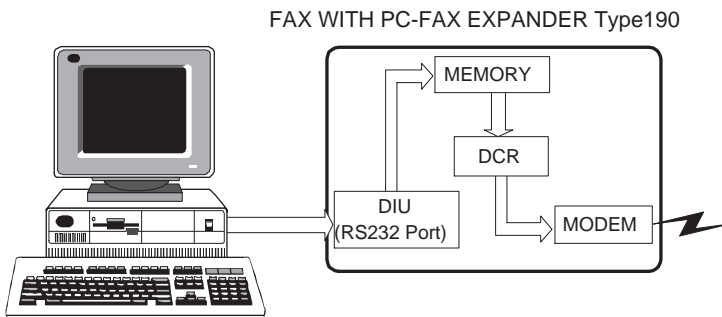 FAX WITH PC-FAX EXPANDER Type190
MEMORY
DCR
DIU
(RS232 Port)
MODEM